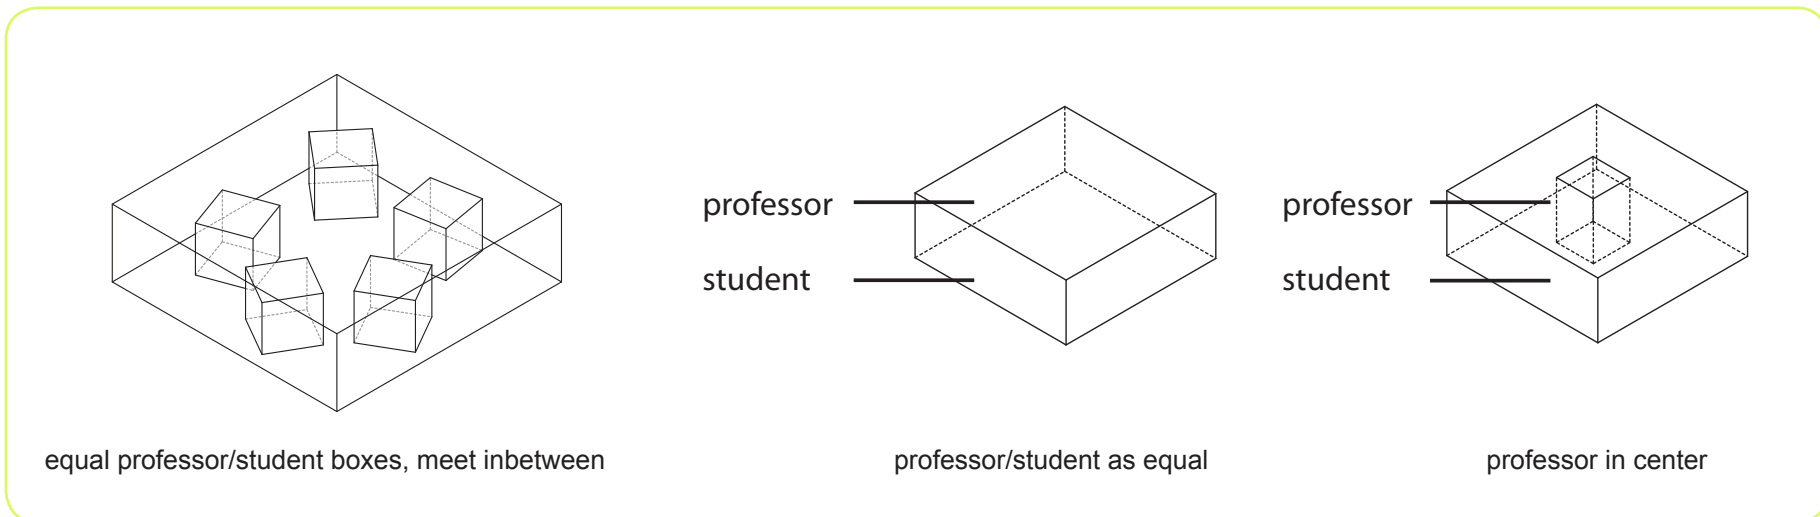 professor
student
professor
student
equal professor/student boxes, meet inbetween
professor/student as equal
professor in center